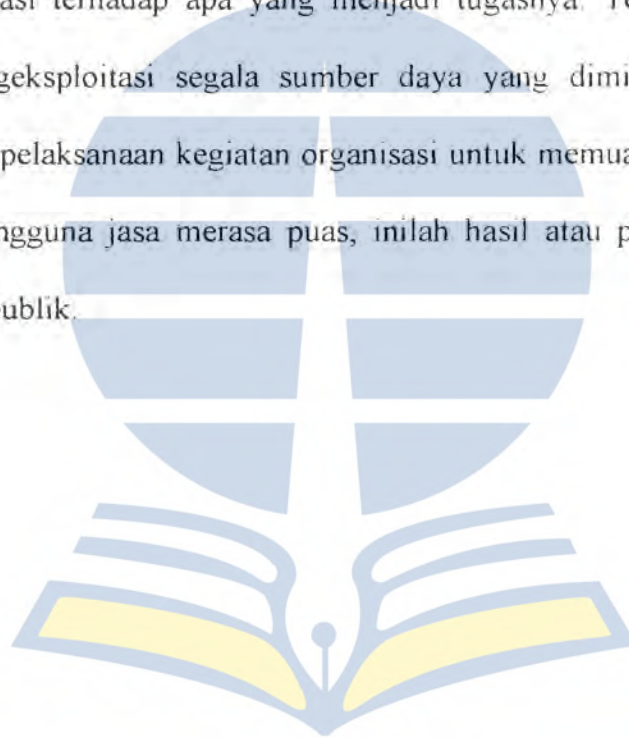 asi terhadap apa yang menjadi tugasnya.
geksploitasi segala sumber daya yang dimi
pelaksanaan kegiatan organisasi untuk memua
ngguna jasa merasa puas, inilah hasil atau p
ublik.